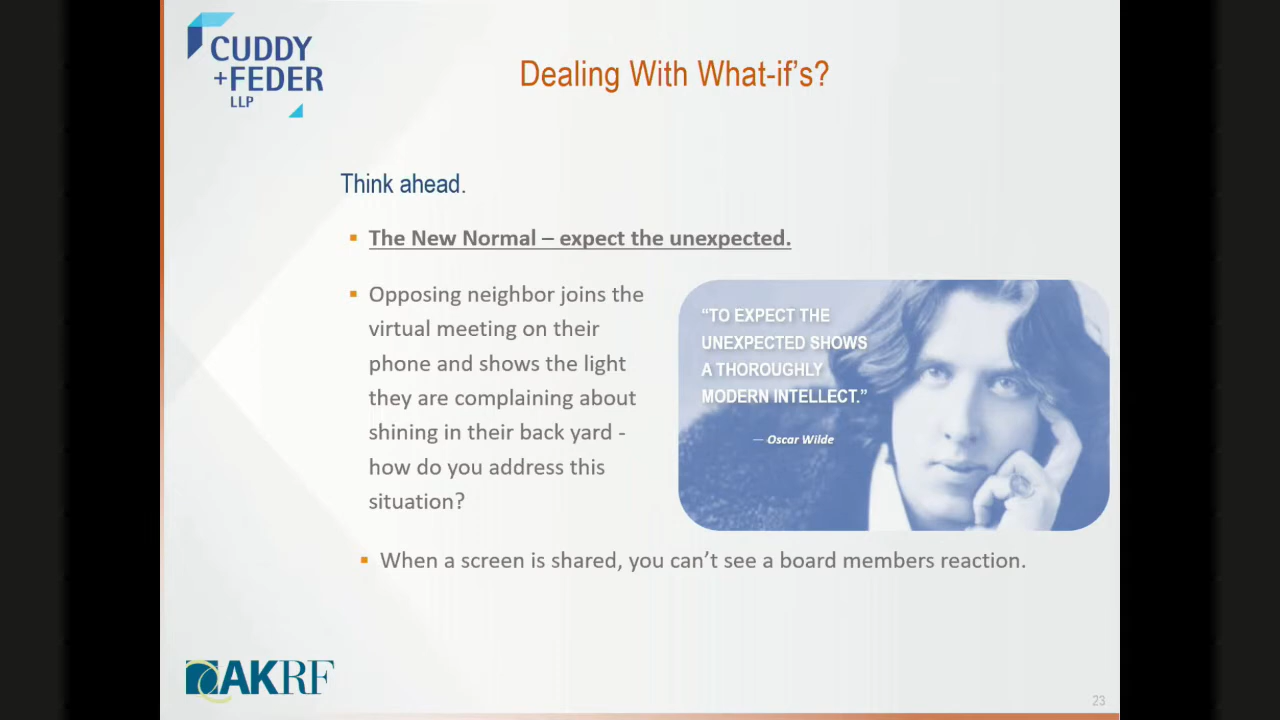 CUDDY
+FEDER
LLP
Dealing With What-if's?
Think ahead.
▪ The New Normal – expect the unexpected.
▪ Opposing neighbor joins the
virtual meeting on their
phone and shows the light
they are complaining about
shining in their back yard -
how do you address this
situation?
“TO EXPECT THE
UNEXPECTED SHOWS
A THOROUGHLY
MODERN INTELLECT.”
— Oscar Wilde
▪ When a screen is shared, you can't see a board members reaction.
AKRF
23